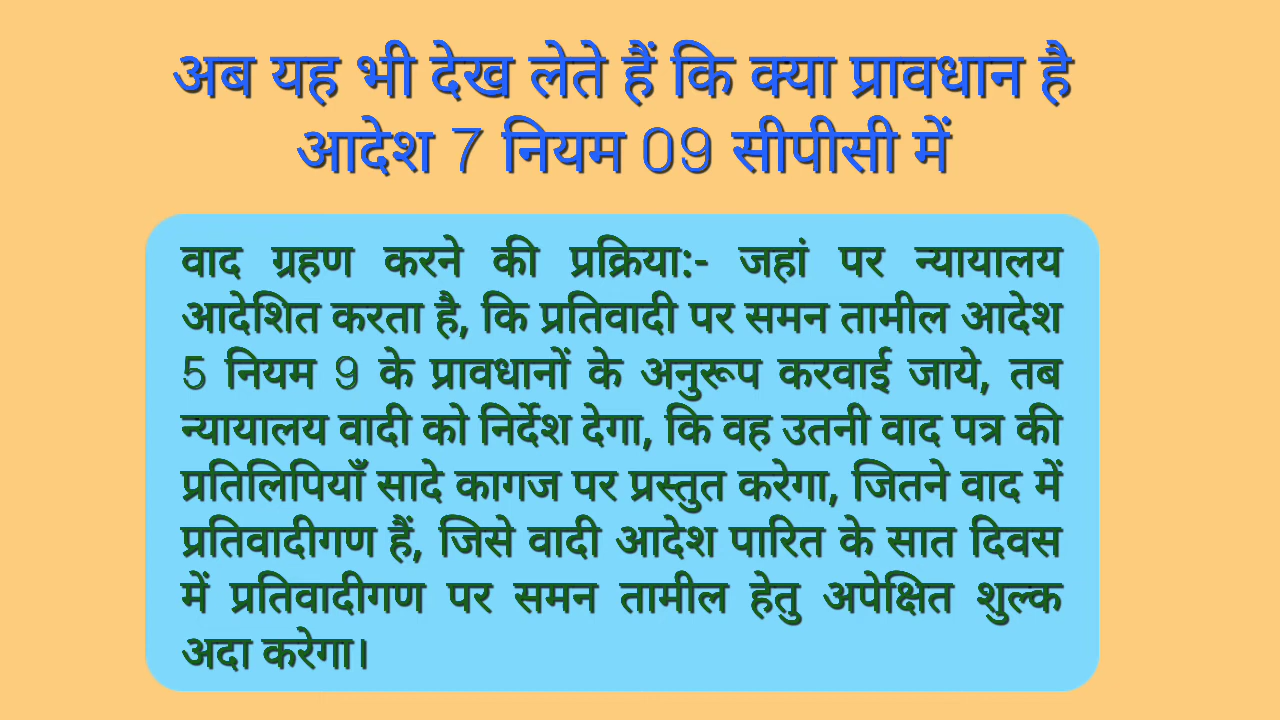 अब यह भी देख लेते हैं कि क्या प्रावधान है
आदेश 7 नियम 09 सीपीसी में
वाद ग्रहण करने की प्रक्रिया:- जहां पर न्यायालय
आदेशित करता है, कि प्रतिवादी पर समन तामील आदेश
5 नियम 9 के प्रावधानों के अनुरूप करवाई जाये, तब
न्यायालय वादी को निर्देश देगा, कि वह उतनी वाद पत्र की
प्रतिलिपियाँ सादे कागज पर प्रस्तुत करेगा, जितने वाद में
प्रतिवादीगण हैं, जिसे वादी आदेश पारित के सात दिवस
में प्रतिवादीगण पर समन तामील हेतु अपेक्षित शुल्क
अदा करेगा।